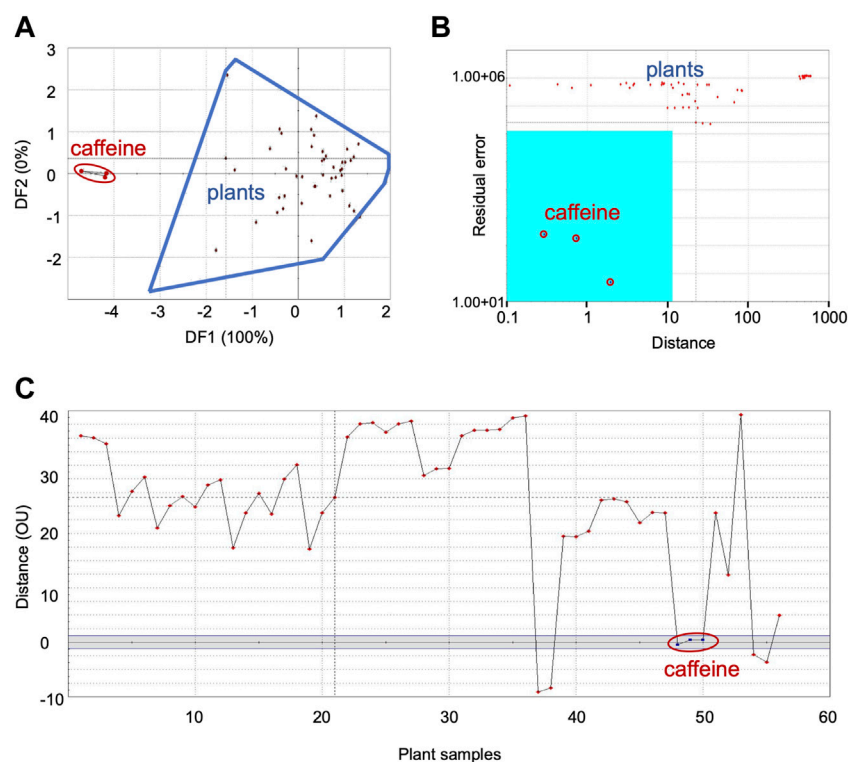 A
3
2
1
0
-1
-2
DF2 (0%)
caffeine
plants
-4
-3
-2
-1
0
1
2
DF1 (100%)
B
1.00+06
Residual error
plants
caffeine
1.00+01
0.1
1
10
100
1000
Distance
C
40
30
20
10
0
-10
Distance (OU)
caffeine
10
20
30
40
50
60
Plant samples